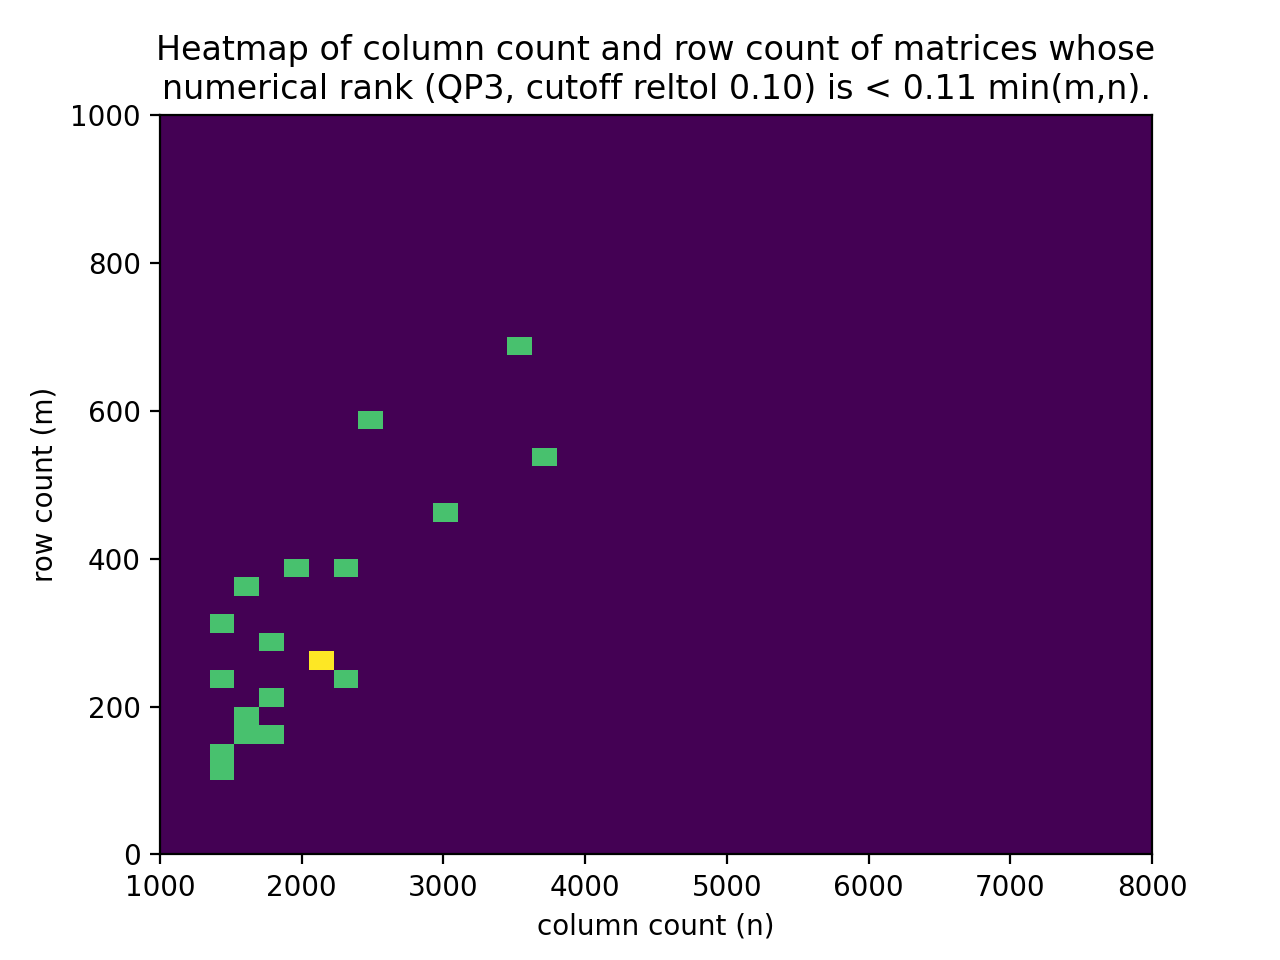 Heatmap of column count and row count of matrices whose
numerical rank (QP3, cutoff reltol 0.10) is < 0.11 min(m,n).
1000
800
600
400
200
0
row count (m)
1000 2000 3000 4000 5000 6000 7000 8000
column count (n)